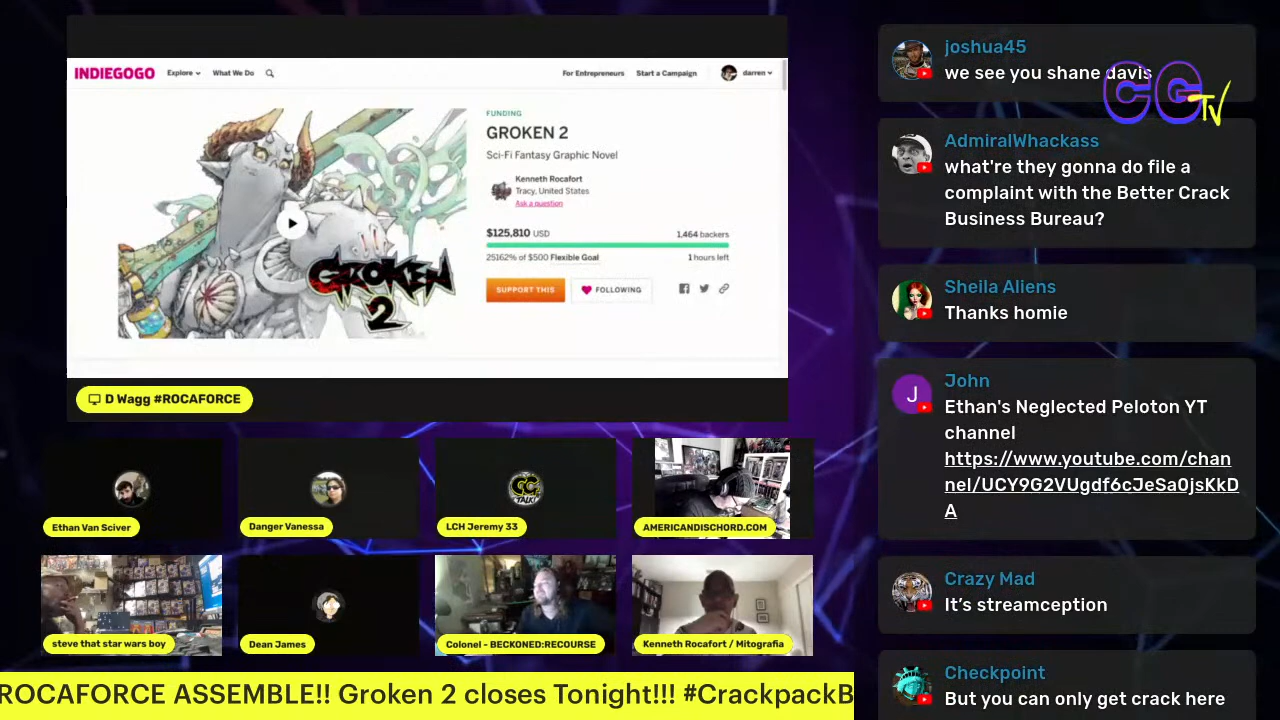 INDIEGOGO
Explore
What We Do
For Entrepreneurs
Start a Campaign
darren
FUNDING
GROKEN 2
Sci-Fi Fantasy Graphic Novel
Kenneth Rocafort
Tracy, United States
Ask a question
$125,810 USD
1,464 backers
25162% of $500 Flexible Goal
1 hours left
SUPPORT THIS
FOLLOWING
GROKEN
2
D Wagg #ROCAFORCE
Ethan Van Sciver
Danger Vanessa
LCH Jeremy 33
AMERICANDISCHORD.COM
steve that star wars boy
Dean James
Colonel - BECKONED:RECOURSE
Kenneth Rocafort / Mitografia
ROCAFORCE ASSEMBLE!! Groken 2 closes Tonight!!! #CrackpackB
CG TV
joshua45
we see you shane davis
AdmiralWhackass
what're they gonna do file a
complaint with the Better Crack
Business Bureau?
Sheila Aliens
Thanks homie
J
John
Ethan's Neglected Peloton YT
channel
https://www.youtube.com/chan
nel/UCY9G2VUgdf6cJeSa0jsKkD
A
Crazy Mad
It's streamception
Checkpoint
But you can only get crack here